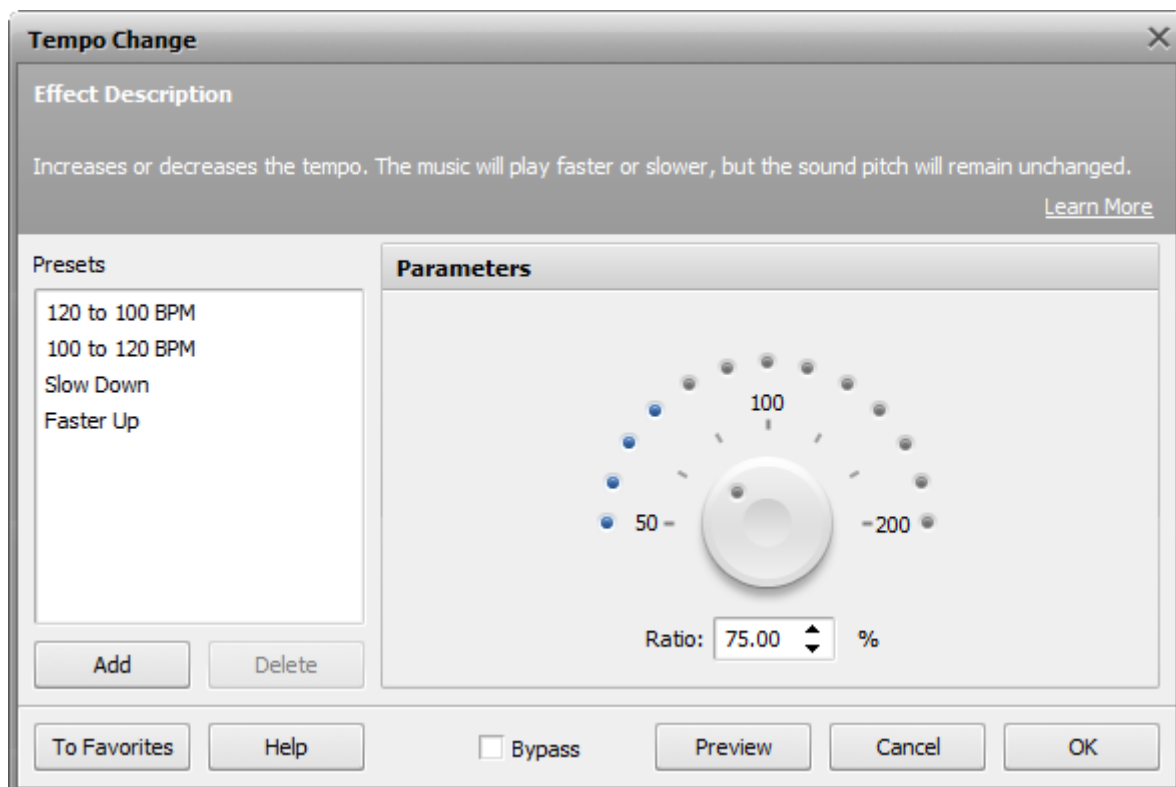 Tempo Change
Effect Description
Increases or decreases the tempo. The music will play faster or slower, but the sound pitch will remain unchanged.
Learn More
Presets
120 to 100 BPM
100 to 120 BPM
Slow Down
Faster Up
Add
Delete
Parameters
100
50
200
Ratio: 75.00 %
To Favorites
Help
Bypass
Preview
Cancel
OK